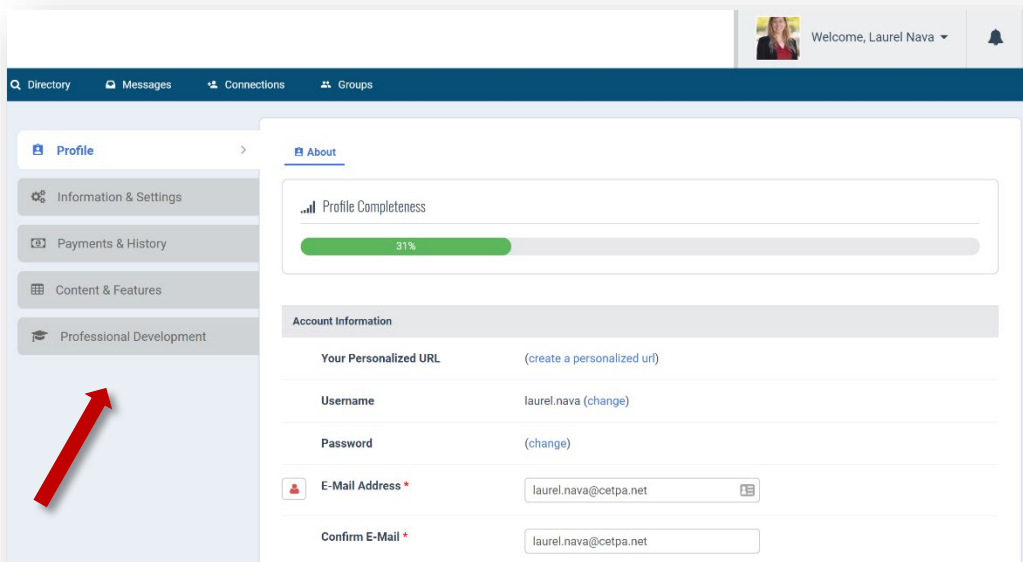 Welcome, Laurel Nava
Directory Messages Connections Groups
Profile
Information & Settings
Payments & History
Content & Features
Professional Development
About
Profile Completeness
31%
Account Information
Your Personalized URL (create a personalized url)
Username laurel.nava (change)
Password (change)
E-Mail Address * laurel.nava@cetpa.net
Confirm E-Mail * laurel.nava@cetpa.net